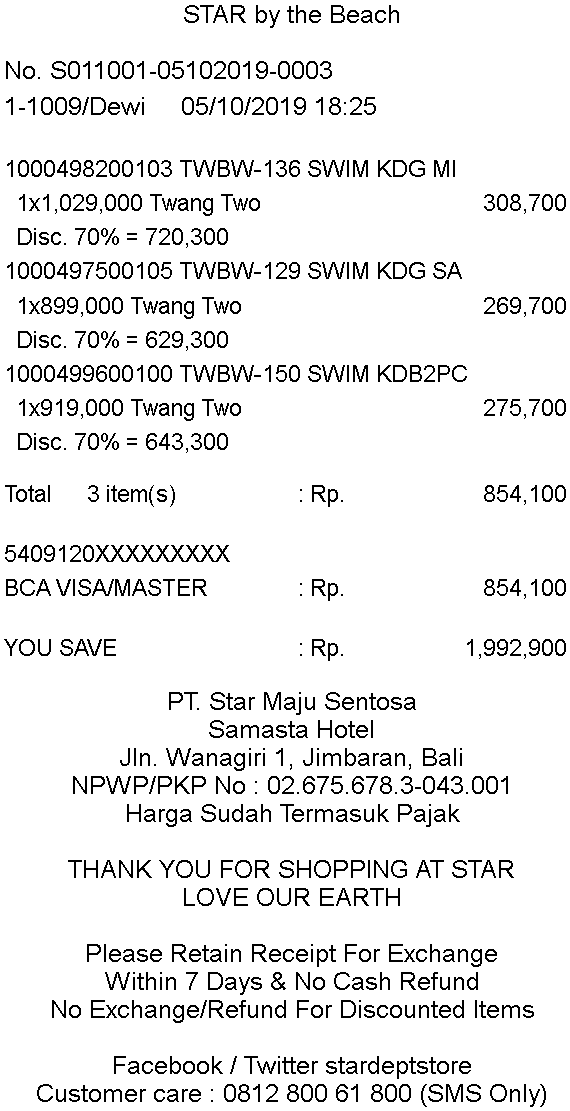 STAR by the Beach
No. S011001-05102019-0003
1-1009/Dewi 05/10/2019 18:25
1000498200103 TWBW-136 SWIM KDG MI
1x1,029,000 Twang Two 308,700
Disc. 70% = 720,300
1000497500105 TWBW-129 SWIM KDG SA
1x899,000 Twang Two 269,700
Disc. 70% = 629,300
1000499600100 TWBW-150 SWIM KDB2PC
1x919,000 Twang Two 275,700
Disc. 70% = 643,300
Total 3 item(s) : Rp. 854,100
5409120XXXXXXXXX
BCA VISA/MASTER : Rp. 854,100
YOU SAVE : Rp. 1,992,900
PT. Star Maju Sentosa
Samasta Hotel
Jln. Wanagiri 1, Jimbaran, Bali
NPWP/PKP No : 02.675.678.3-043.001
Harga Sudah Termasuk Pajak
THANK YOU FOR SHOPPING AT STAR
LOVE OUR EARTH
Please Retain Receipt For Exchange
Within 7 Days & No Cash Refund
No Exchange/Refund For Discounted Items
Facebook / Twitter stardeptstore
Customer care : 0812 800 61 800 (SMS Only)